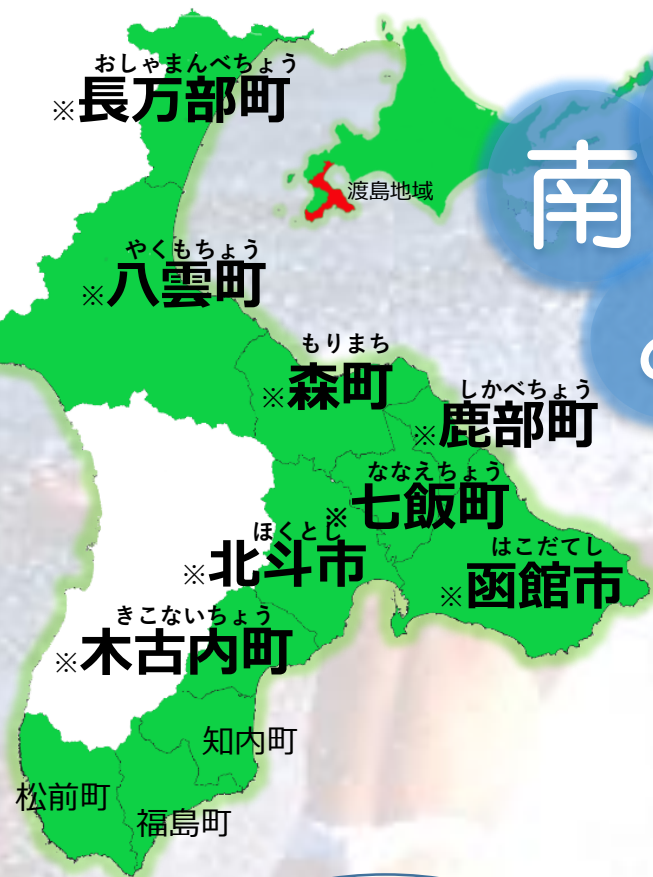 おしゃまんべちょう
※長万部町
渡島地域
南
やくもちょう
※八雲町
もりまち
※森町
しかべちょう
※鹿部町
ななえちょう
※七飯町
ほくとし
※北斗市
はこだてし
※函館市
きこないちょう
※木古内町
知内町
松前町
福島町